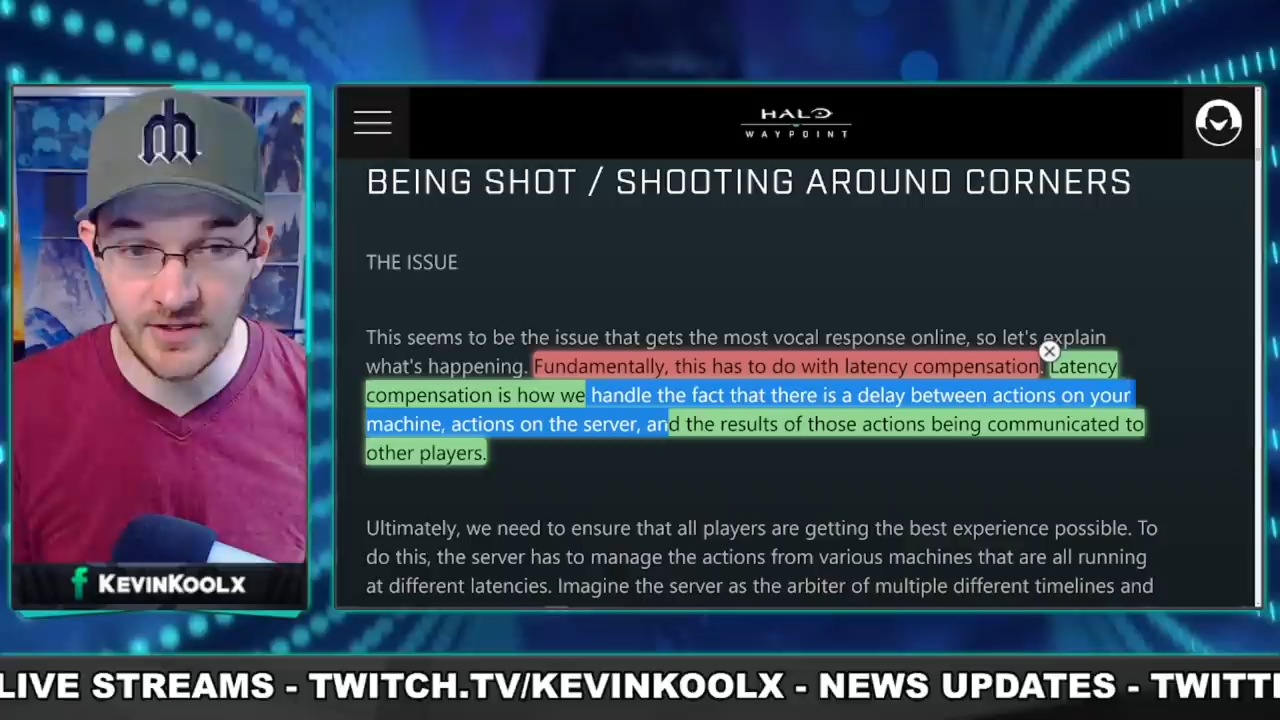 HALO
WAYPOINT
BEING SHOT / SHOOTING AROUND CORNERS
THE ISSUE
This seems to be the issue that gets the most vocal response online, so let's explain
what's happening. Fundamentally, this has to do with latency compensation. Latency
compensation is how we handle the fact that there is a delay between actions on your
machine, actions on the server, and the results of those actions being communicated to
other players.
Ultimately, we need to ensure that all players are getting the best experience possible. To
do this, the server has to manage the actions from various machines that are all running
at different latencies. Imagine the server as the arbiter of multiple different timelines and
f KEVINKOOLX
LIVE STREAMS - TWITCH.TV/KEVINKOOLX - NEWS UPDATES - TWITT